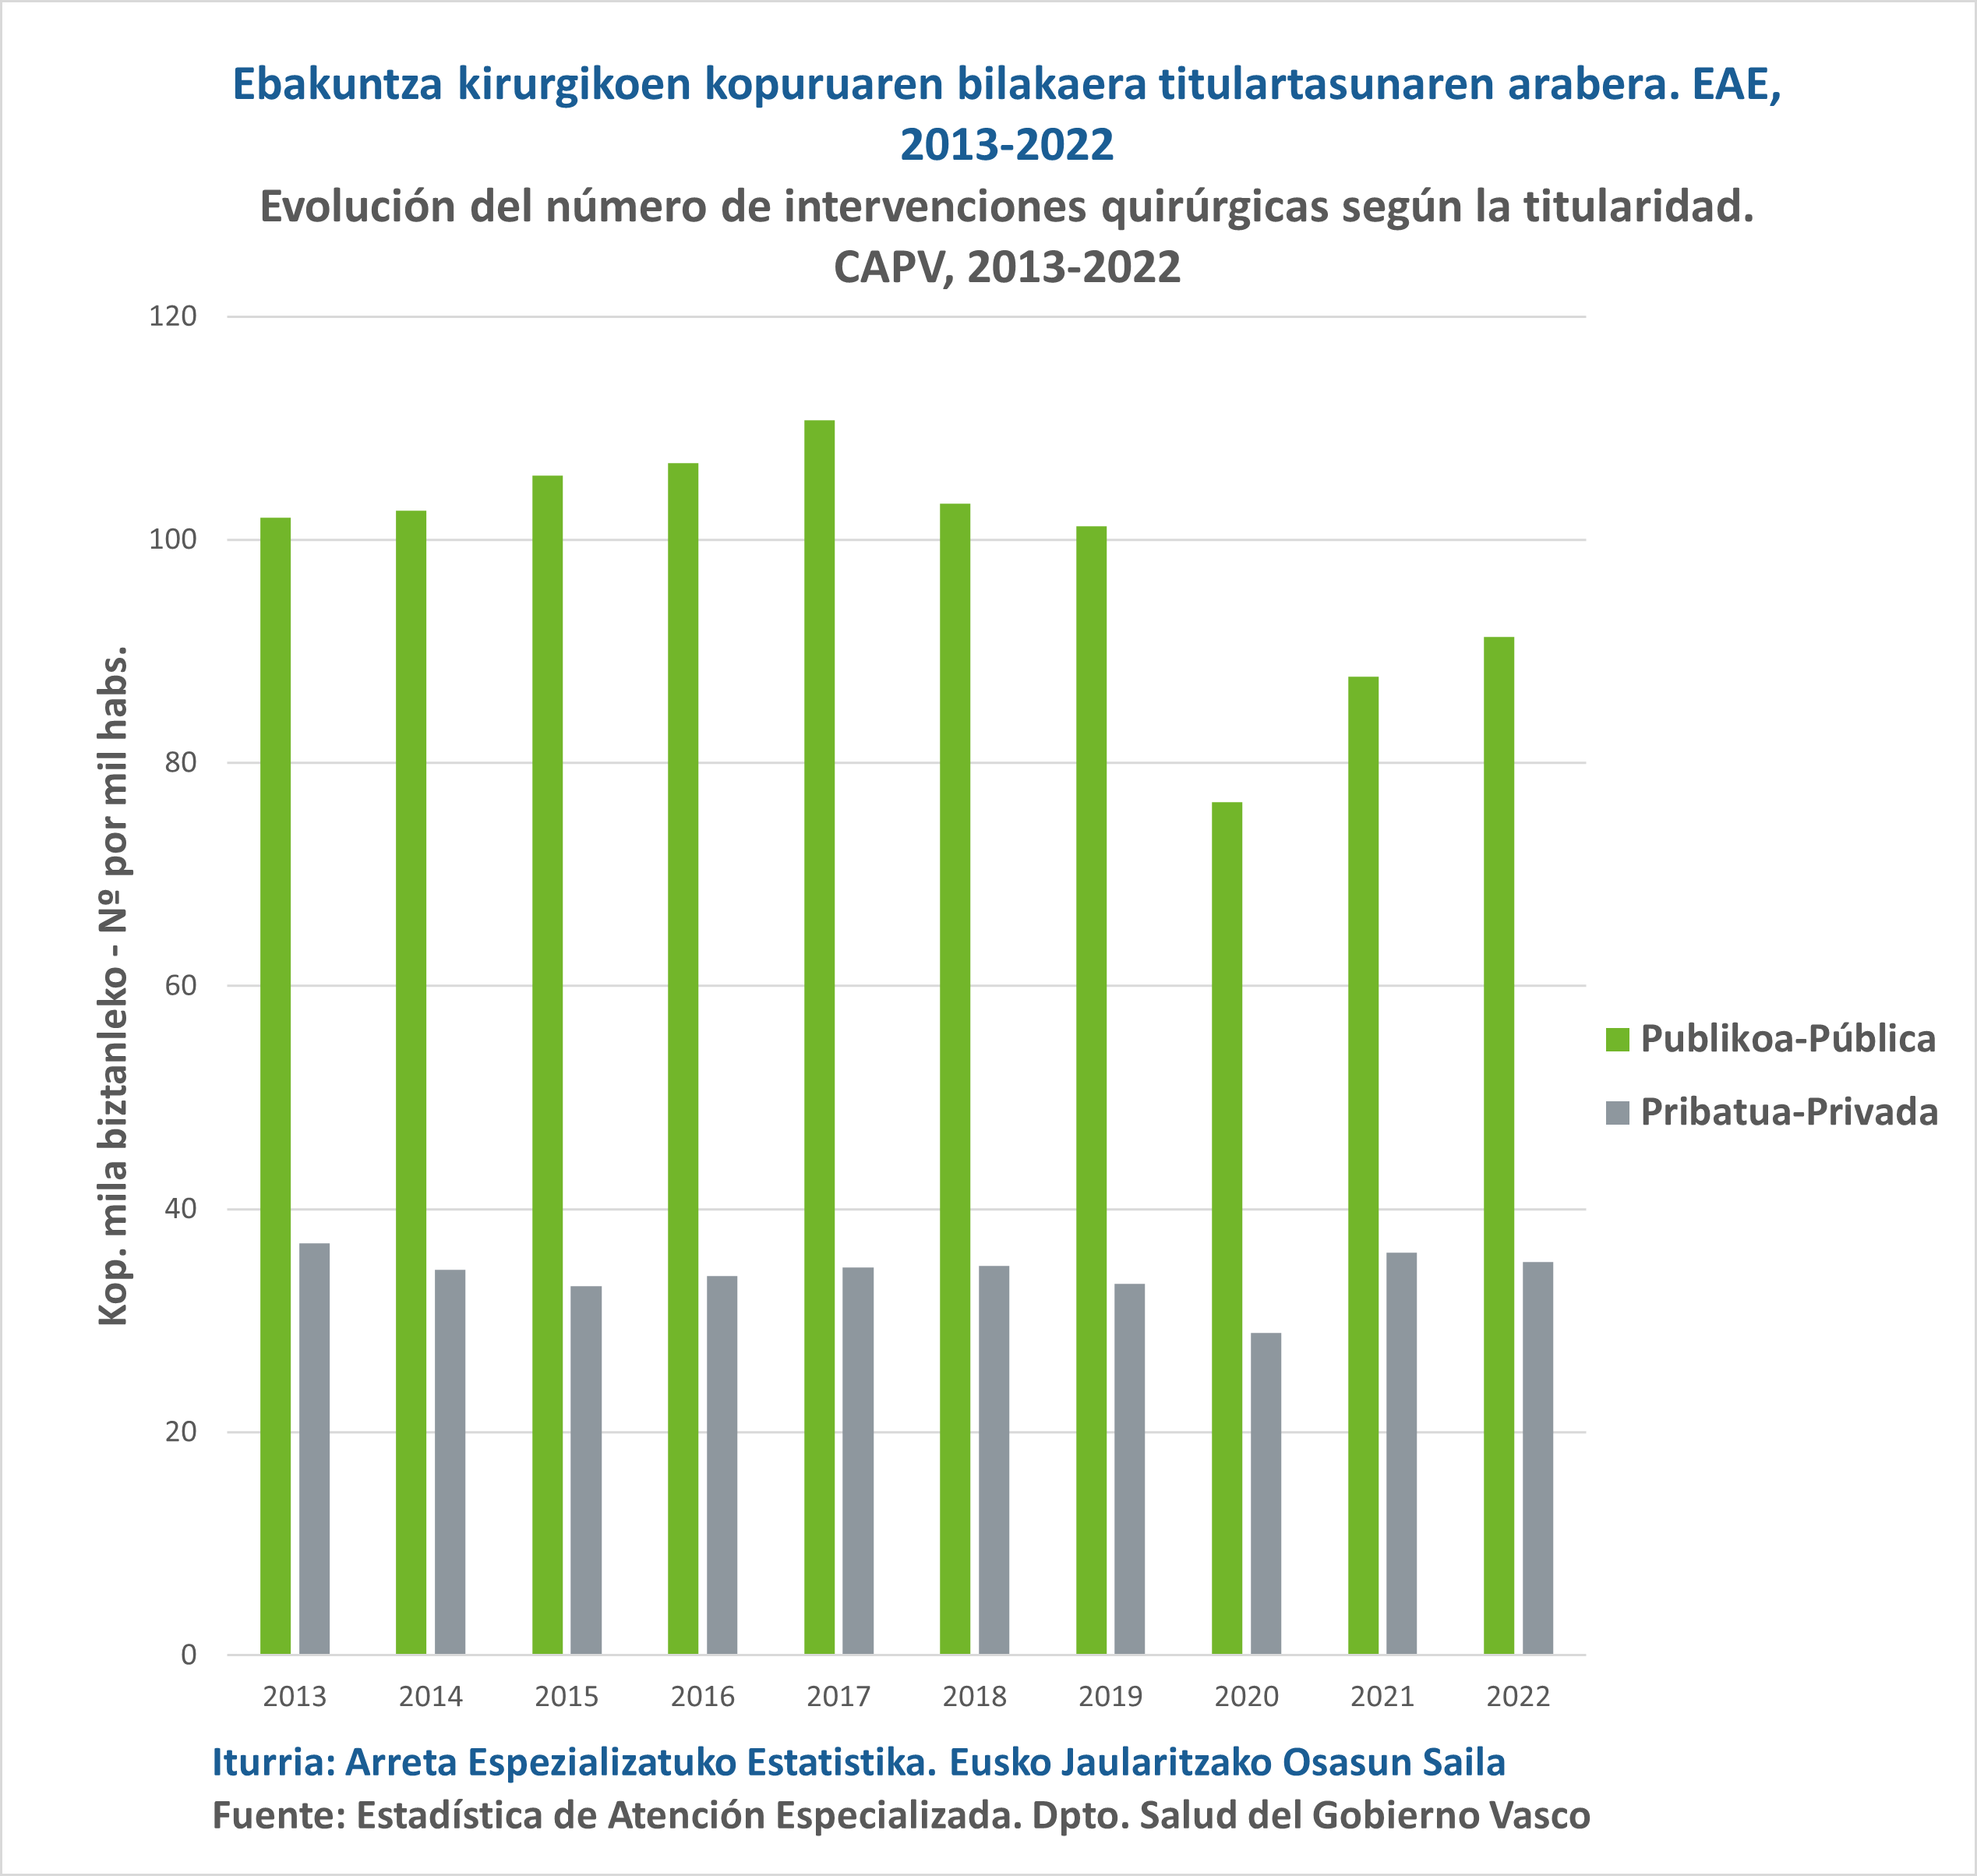 Ebakuntza kirurgikoen kopuruaren bilakaera titulartasunaren arabera. EAE,
2013-2022
Evolución del número de intervenciones quirúrgicas según la titularidad.
CAPV, 2013-2022
Kop. mila biztanleko - Nº por mil habs.
120
100
80
60
40
20
0
2013 2014 2015 2016 2017 2018 2019 2020 2021 2022
Publikoa-Pública
Pribatua-Privada
Iturria: Arreta Espezializatuko Estatistika. Eusko Jaularitzako Osasun Saila
Fuente: Estadística de Atención Especializada. Dpto. Salud del Gobierno Vasco